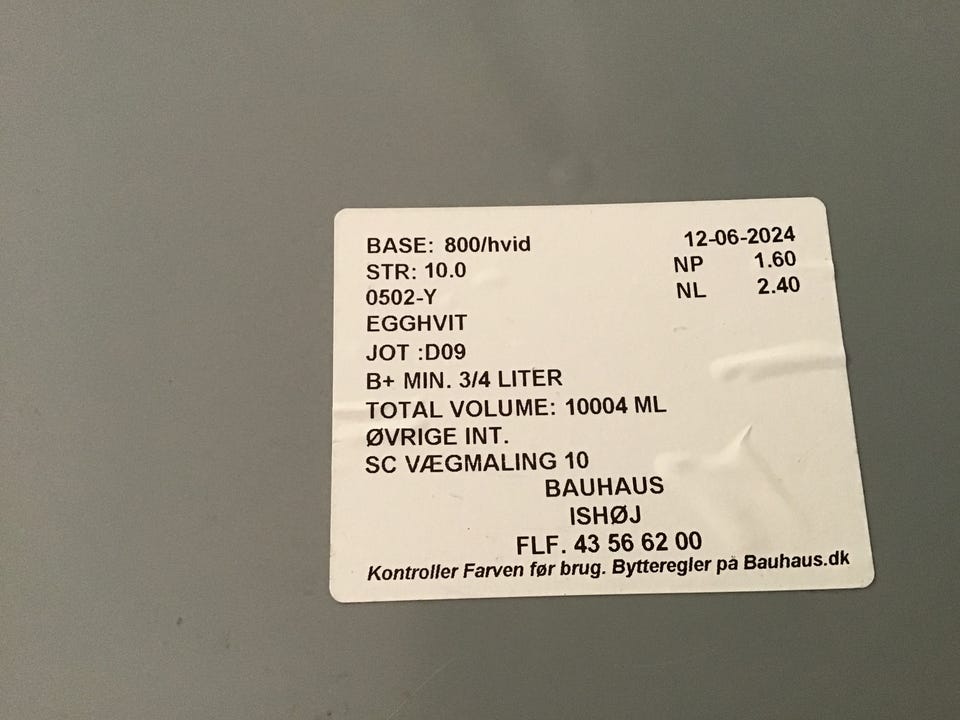 BASE: 800/hvid 12-06-2024
STR: 10.0 NP 1.60
0502-Y NL 2.40
EGGHVIT
JOT :D09
B+ MIN. 3/4 LITER
TOTAL VOLUME: 10004 ML
ØVRIGE INT.
SC VÆGMALING 10
BAUHAUS
ISHØJ
FLF. 43 56 62 00
Kontroller Farven før brug. Bytteregler på Bauhaus.dk